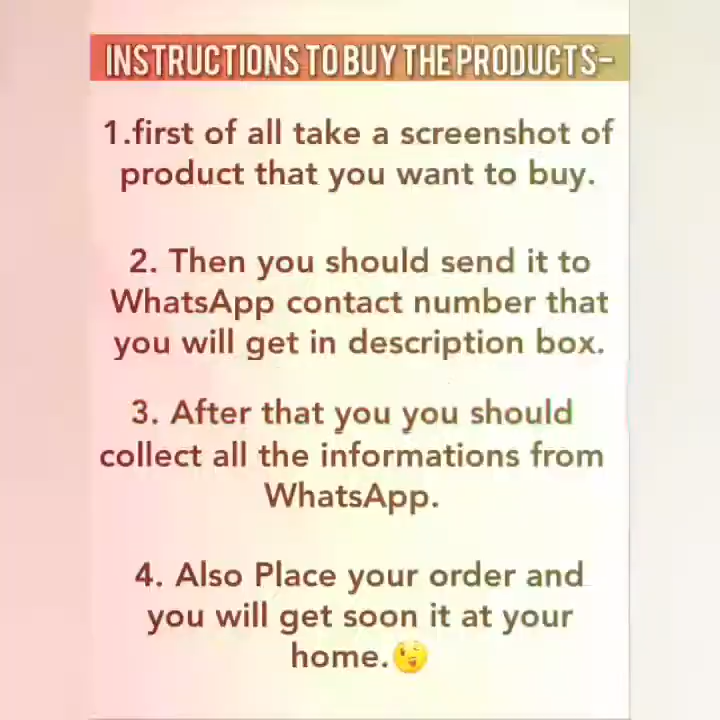 INSTRUCTIONS TO BUY THE PRODUCTS-
1.first of all take a screenshot of
product that you want to buy.
2. Then you should send it to
WhatsApp contact number that
you will get in description box.
3. After that you you should
collect all the informations from
WhatsApp.
4. Also Place your order and
you will get soon it at your
home.😉